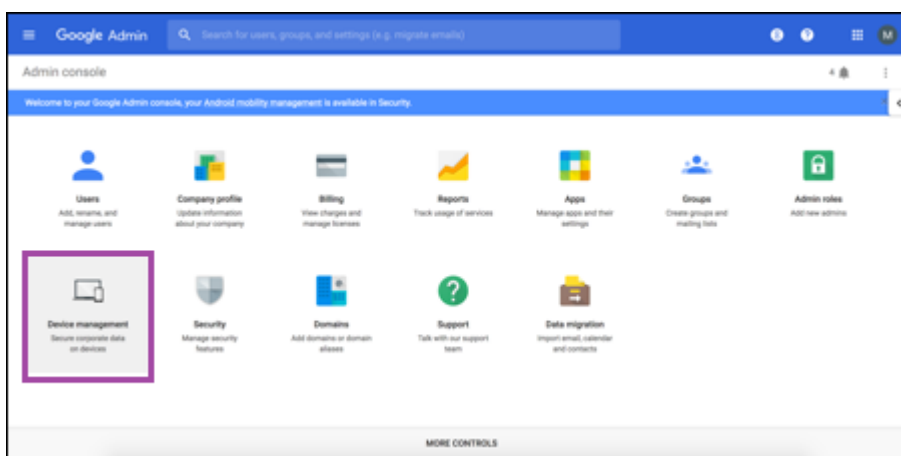 Google Admin
Search for users, groups, and settings (e.g. migrate emails)
M
Admin console
4
Welcome to your Google Admin console, your Android mobility management is available in Security.
Users
Add, rename, and
manage users
Company profile
Update information
about your company
Billing
View charges and
manage licenses
Reports
Track usage of services
Apps
Manage apps and their
settings
Groups
Create groups and
mailing lists
Admin roles
Add new admins
Device management
Secure corporate data
on devices
Security
Manage security
features
Domains
Add domains or domain
aliases
Support
Talk with our support
team
Data migration
Import email, calendar
and contacts
MORE CONTROLS